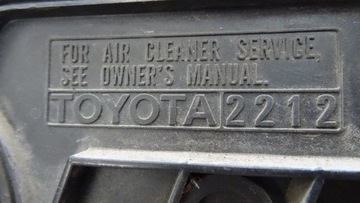 FOR AIR CLEANER SERVICE,
SEE OWNER'S MANUAL.
TOYOTA 2212